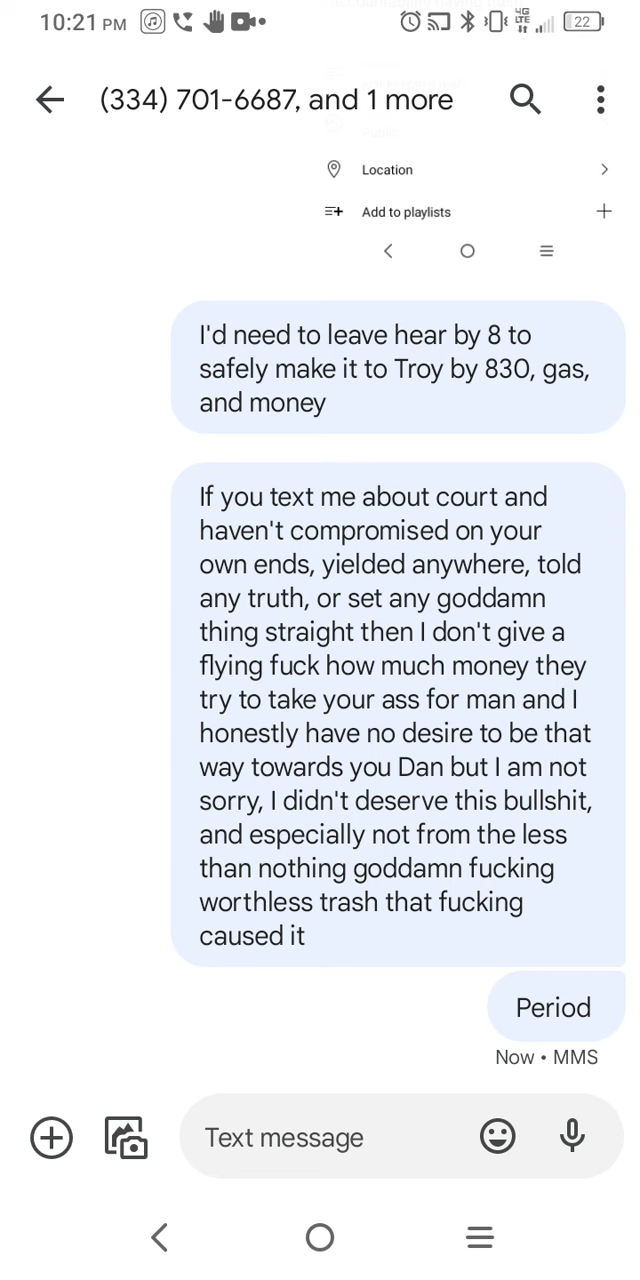 10:21 PM
4G
LTE
22
(334) 701-6687, and 1 more
Public
Location
Add to playlists
I'd need to leave hear by 8 to
safely make it to Troy by 830, gas,
and money
If you text me about court and
haven't compromised on your
own ends, yielded anywhere, told
any truth, or set any goddamn
thing straight then I don't give a
flying fuck how much money they
try to take your ass for man and I
honestly have no desire to be that
way towards you Dan but I am not
sorry, I didn't deserve this bullshit,
and especially not from the less
than nothing goddamn fucking
worthless trash that fucking
caused it
Period
Now • MMS
Text message